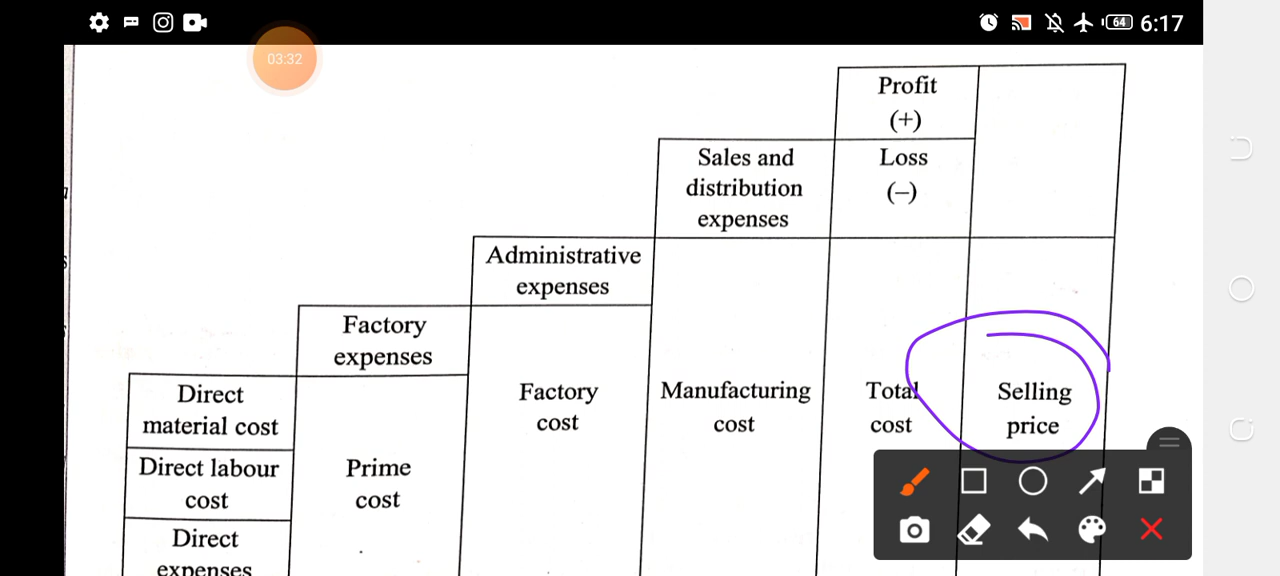 64 6:17
03:32
Profit
(+)
Sales and
distribution
expenses
Loss
(–)
Administrative
expenses
Factory
expenses
Direct
material cost
Factory
cost
Manufacturing
cost
Total
cost
Selling
price
Direct labour
cost
Prime
cost
Direct
expenses